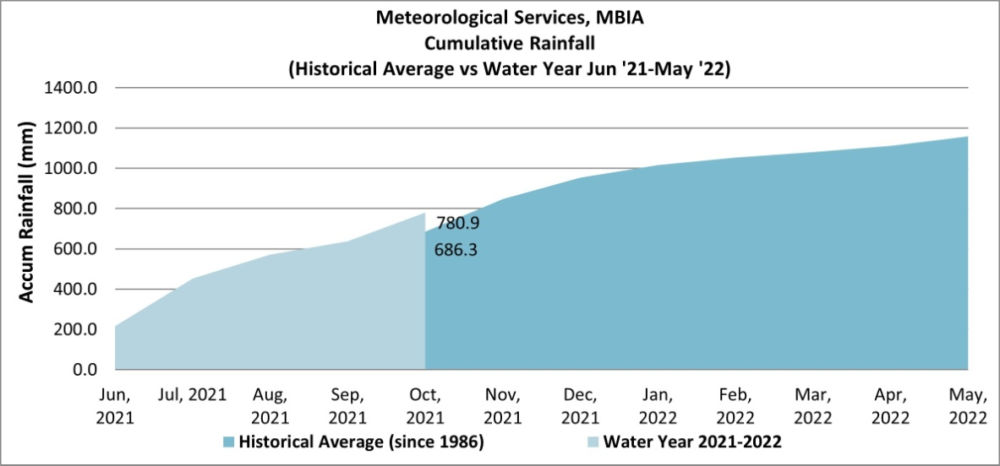 Meteorological Services, MBIA
Cumulative Rainfall
(Historical Average vs Water Year Jun '21-May '22)
Accum Rainfall (mm)
1400.0
1200.0
1000.0
800.0
600.0
400.0
200.0
0.0
780.9
686.3
Jun, 2021
Jul, 2021
Aug, 2021
Sep, 2021
Oct, 2021
Nov, 2021
Dec, 2021
Jan, 2022
Feb, 2022
Mar, 2022
Apr, 2022
May, 2022
Historical Average (since 1986)
Water Year 2021-2022